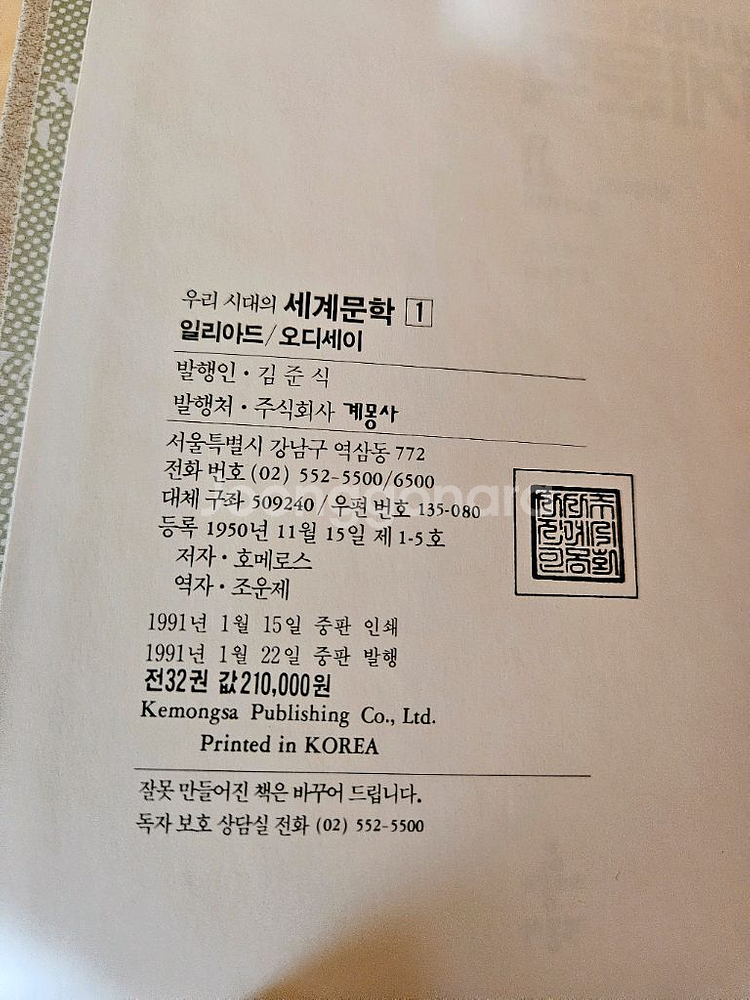 우리 시대의 세계문학 1
일리아드/오디세이
발행인·김준식
발행처·주식회사 계몽사
서울특별시 강남구 역삼동 772
전화 번호 (02) 552-5500/6500
대체 구좌 509240/우편 번호 135-080
등록 1950년 11월 15일 제 1-5호
저자·호메로스
역자·조운제
1991년 1월 15일 중판 인쇄
1991년 1월 22일 중판 발행
전32권 값 210,000원
Kemongsa Publishing Co., Ltd.
Printed in KOREA
잘못 만들어진 책은 바꾸어 드립니다.
독자 보호 상담실 전화 (02) 552-5500